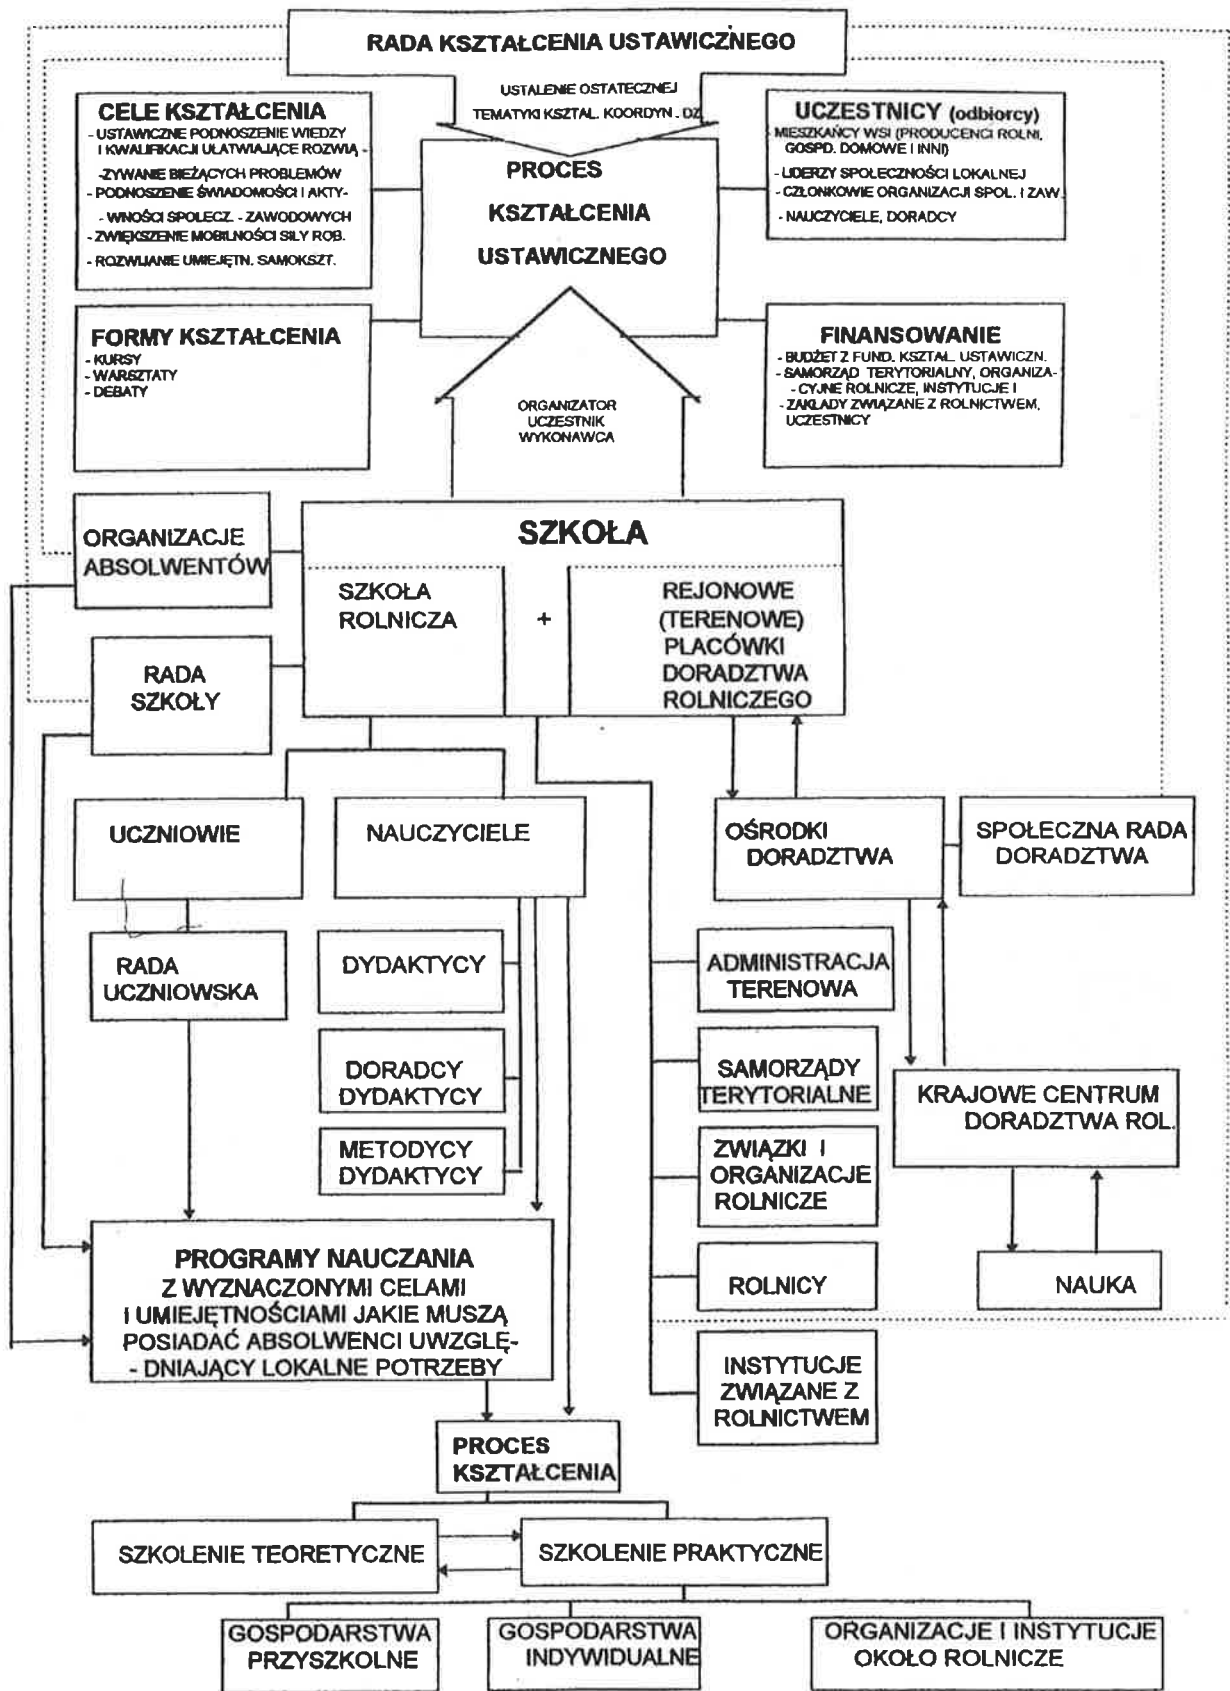 RADA KSZTAŁCENIA USTAWICZNEGO
USTALENIE OSTATECZNEJ
TEMATYKI KSZTAL. KOORDYN . DZ
CELE KSZTAŁCENIA
- USTAWICZNE PODNOSZENIE WIEDZY
I KWALIFIKACJI UŁATWIAJĄCE ROZWIĄ -
-ZYWANIE BIEŻĄCYCH PROBLEMÓW
- PODNOSZENIE ŚWIADOMOŚCI I AKTY-
- WNOŚCI SPOŁECZ. - ZAWODOWYCH
- ZWIĘKSZENIE MOBILNOŚCI SIŁY ROB.
- ROZWIJANIE UMIEJĘTN. SAMOKSZT.
PROCES
KSZTAŁCENIA
USTAWICZNEGO
UCZESTNICY (odbiorcy)
- MIESZKAŃCY WSI (PRODUCENCI ROLNI,
GOSPD. DOMOWE I INNI)
- LIDERZY SPOŁECZNOŚCI LOKALNEJ
- CZŁONKOWIE ORGANIZACJI SPOL. I ZAW.
- NAUCZYCIELE, DORADCY
FORMY KSZTAŁCENIA
- KURSY
- WARSZTATY
- DEBATY
ORGANIZATOR
UCZESTNIK
WYKONAWCA
FINANSOWANIE
- BUDŻET Z FUND. KSZTAŁ. USTAWICZN.
- SAMORZĄD TERYTORIALNY, ORGANIZA-
- CYJNE ROLNICZE, INSTYTUCJE I
- ZAKŁADY ZWIĄZANE Z ROLNICTWEM,
UCZESTNICY
ORGANIZACJE
ABSOLWENTÓW
SZKOŁA
SZKOŁA
ROLNICZA
+
REJONOWE
(TERENOWE)
PLACÓWKI
DORADZTWA
ROLNICZEGO
RADA
SZKOŁY
UCZNIOWIE
NAUCZYCIELE
OŚRODKI
DORADZTWA
SPOŁECZNA RADA
DORADZTWA
RADA
UCZNIOWSKA
DYDAKTYCY
ADMINISTRACJA
TERENOWA
DORADCY
DYDAKTYCY
SAMORZĄDY
TERYTORIALNE
KRAJOWE CENTRUM
DORADZTWA ROL.
METODYCY
DYDAKTYCY
ZWIĄZKI I
ORGANIZACJE
ROLNICZE
PROGRAMY NAUCZANIA
Z WYZNACZONYMI CELAMI
I UMIEJĘTNOŚCIAMI JAKIE MUSZĄ
POSIADAĆ ABSOLWENCI UWZGLĘ-
- DNIAJĄCY LOKALNE POTRZEBY
ROLNICY
NAUKA
INSTYTUCJE
ZWIĄZANE Z
ROLNICTWEM
PROCES
KSZTAŁCENIA
SZKOLENIE TEORETYCZNE
SZKOLENIE PRAKTYCZNE
GOSPODARSTWA
PRZYSZKOLNE
GOSPODARSTWA
INDYWIDUALNE
ORGANIZACJE I INSTYTUCJE
OKOŁO ROLNICZE